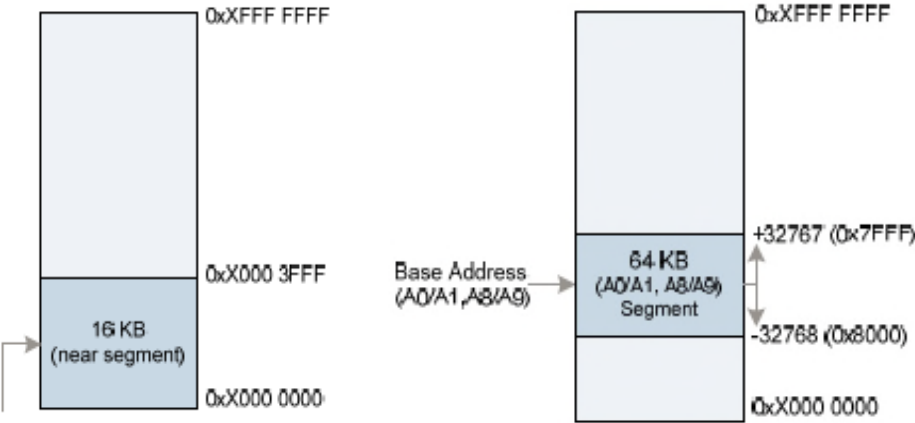 0xXFFF FFFF
0xX000 3FFF
16 KB
(near segment)
0xX000 0000
0xXFFF FFFF
+32767 (0x7FFF)
Base Address
(A0/A1,A8/A9)
64 KB
(A0/A1, A8/A9)
Segment
-32768 (0x8000)
0xX000 0000